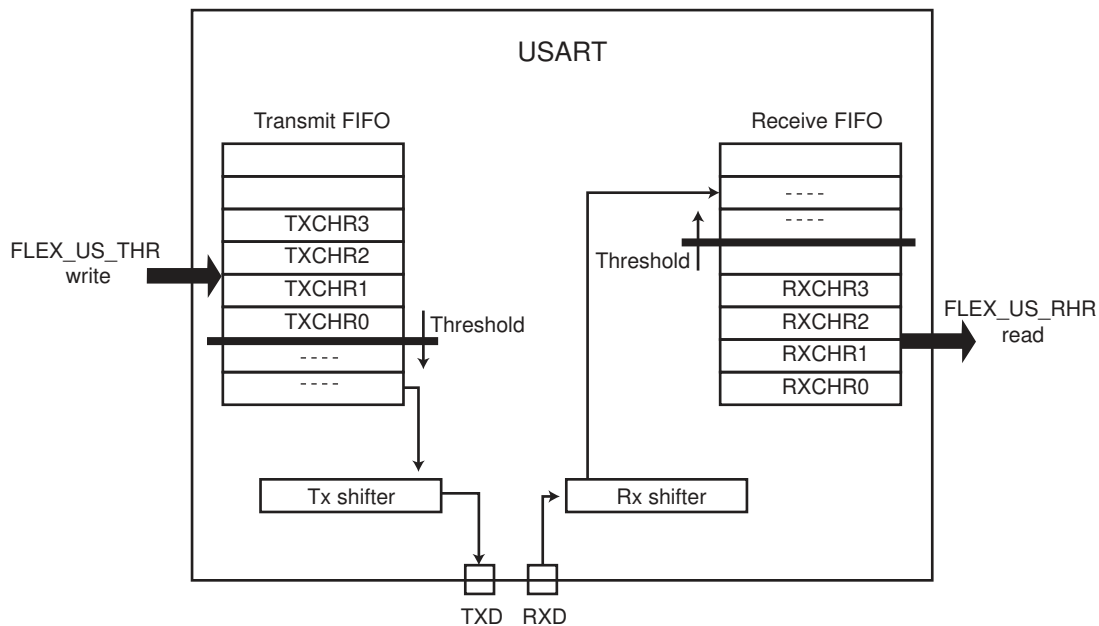 USART
Transmit FIFO
Receive FIFO
TXCHR3
TXCHR2
TXCHR1
TXCHR0
- - - -
- - - -
FLEX_US_THR
write
Threshold
- - - -
- - - -
Threshold
RXCHR3
RXCHR2
RXCHR1
RXCHR0
FLEX_US_RHR
read
Tx shifter
Rx shifter
TXD
RXD